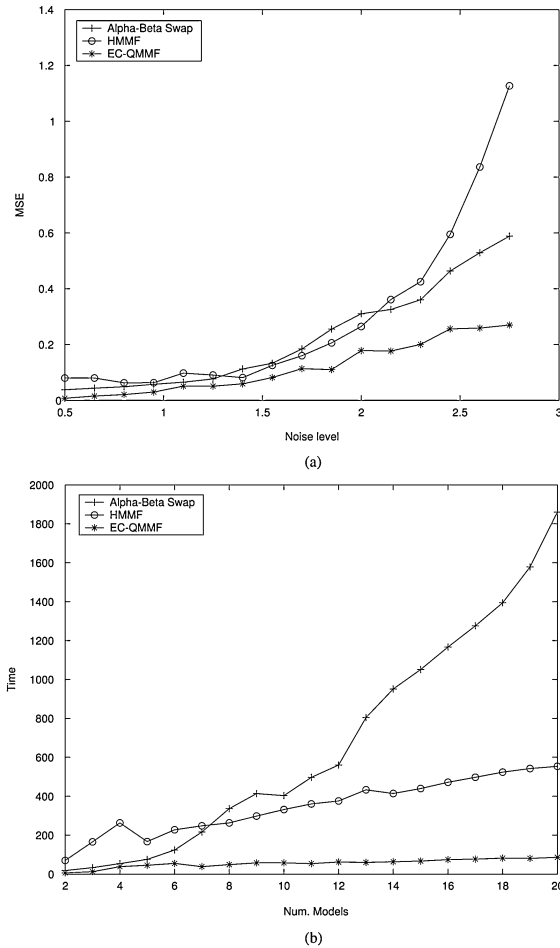 1.4
1.2
1
0.8
0.6
0.4
0.2
0
MSE
Alpha-Beta Swap
HMMF
EC-QMMF
0.5 1 1.5 2 2.5 3
Noise level
(a)
2000
1800
1600
1400
1200
1000
800
600
400
200
0
Time
Alpha-Beta Swap
HMMF
EC-QMMF
2 4 6 8 10 12 14 16 18 20
Num. Models
(b)